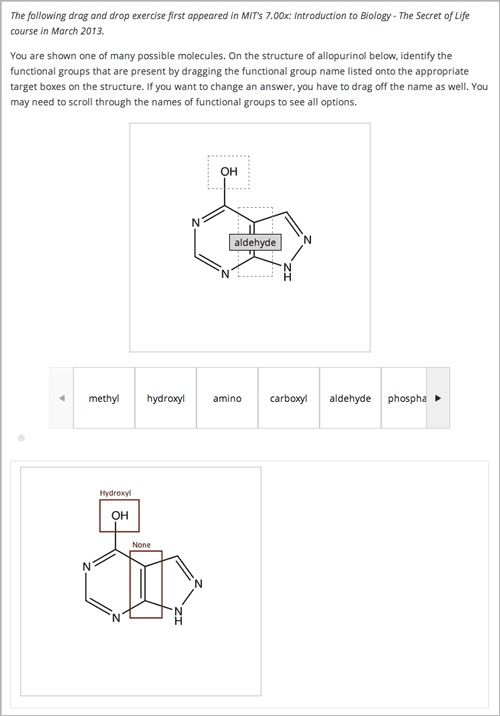 The following drag and drop exercise first appeared in MIT's 7.00x: Introduction to Biology - The Secret of Life
course in March 2013.
You are shown one of many possible molecules. On the structure of allopurinol below, identify the
functional groups that are present by dragging the functional group name listed onto the appropriate
target boxes on the structure. If you want to change an answer, you have to drag off the name as well. You
may need to scroll through the names of functional groups to see all options.
OH
N
aldehyde
N
N
N
H
methyl hydroxyl amino carboxyl aldehyde phospha
Hydroxyl
OH
None
N
N
N
N
H